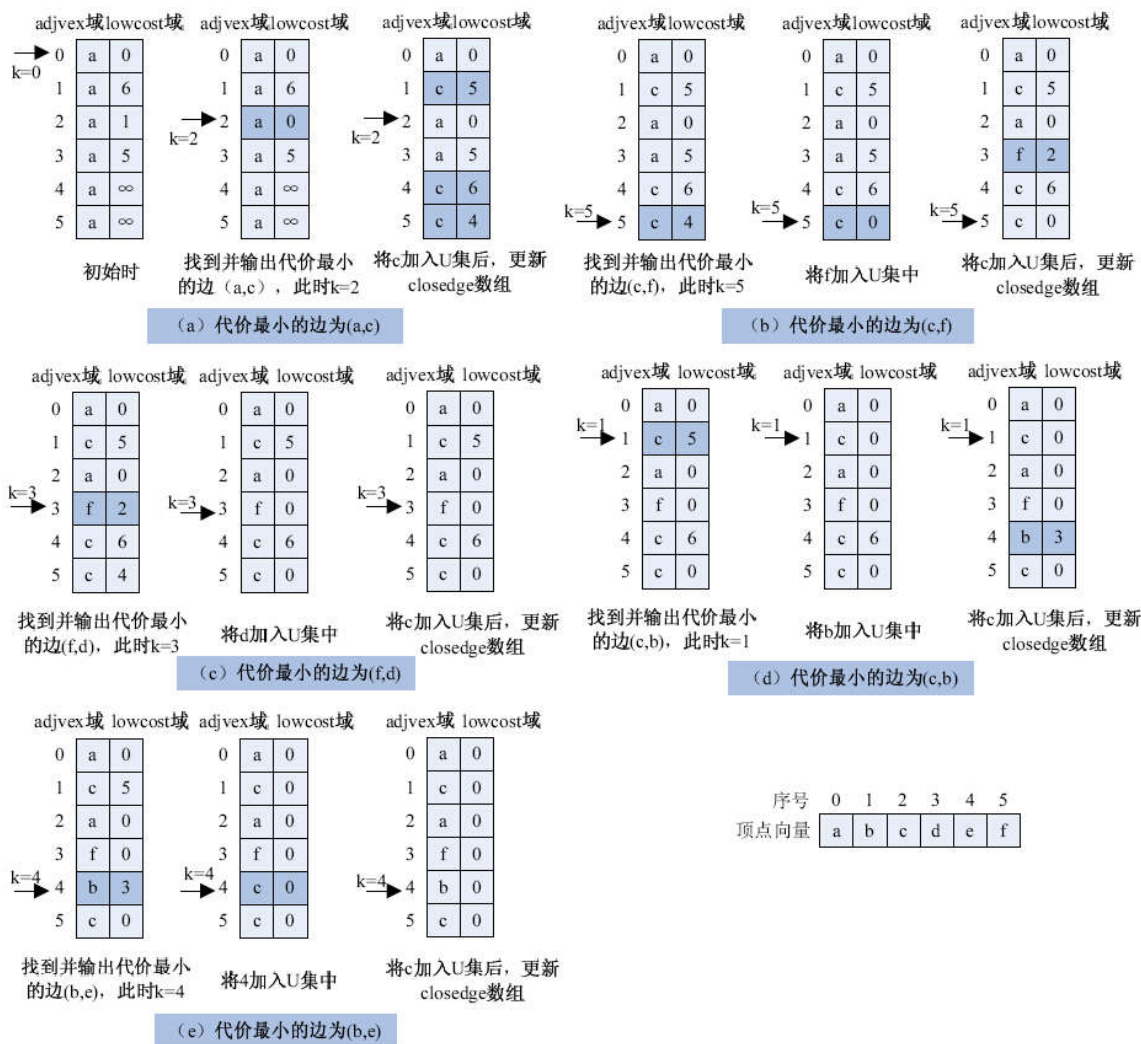 adjvex域lowcost域 adjvex域lowcost域 adjvex域lowcost域
0 a 0 0 a 0 0 a 0
k=0
1 a 6 1 a 6 1 c 5
2 a 1 2 a 0 2 a 0
k=2 k=2
3 a 5 3 a 5 3 a 5
4 a ∞ 4 a ∞ 4 c 6
5 a ∞ 5 a ∞ 5 c 4
初始时
找到并输出代价最小
的边（a,c），此时k=2
将c加入U集后，更新
closedge数组
（a）代价最小的边为(a,c)
adjvex域lowcost域 adjvex域lowcost域 adjvex域lowcost域
0 a 0 0 a 0 0 a 0
1 c 5 1 c 5 1 c 5
2 a 0 2 a 0 2 a 0
3 a 5 3 a 5 3 f 2
4 c 6 4 c 6 4 c 6
k=5 k=5 k=5
5 c 4 5 c 0 5 c 0
找到并输出代价最小
的边(c,f)，此时k=5
将f加入U集中
将c加入U集后，更新
closedge数组
（b）代价最小的边为(c,f)
adjvex域 lowcost域 adjvex域 lowcost域 adjvex域 lowcost域
0 a 0 0 a 0 0 a 0
1 c 5 1 c 5 1 c 5
2 a 0 2 a 0 2 a 0
k=3 k=3 k=3
3 f 2 3 f 0 3 f 0
4 c 6 4 c 6 4 c 6
5 c 4 5 c 0 5 c 0
找到并输出代价最小
的边(f,d)，此时k=3
将d加入U集中
将c加入U集后，更新
closedge数组
（c）代价最小的边为(f,d)
adjvex域 lowcost域 adjvex域 lowcost域 adjvex域 lowcost域
0 a 0 0 a 0 0 a 0
k=1 k=1 k=1
1 c 5 1 c 0 1 c 0
2 a 0 2 a 0 2 a 0
3 f 0 3 f 0 3 f 0
4 c 6 4 c 6 4 b 3
5 c 0 5 c 0 5 c 0
找到并输出代价最小
的边(c,b)，此时k=1
将b加入U集中
将c加入U集后，更新
closedge数组
（d）代价最小的边为(c,b)
adjvex域 lowcost域 adjvex域 lowcost域 adjvex域 lowcost域
0 a 0 0 a 0 0 a 0
1 c 5 1 c 0 1 c 0
2 a 0 2 a 0 2 a 0
3 f 0 3 f 0 3 f 0
k=4 k=4 k=4
4 b 3 4 c 0 4 b 0
5 c 0 5 c 0 5 c 0
找到并输出代价最小
的边(b,e)，此时k=4
将4加入U集中
将c加入U集后，更新
closedge数组
（e）代价最小的边为(b,e)
序号 0 1 2 3 4 5
顶点向量 a b c d e f